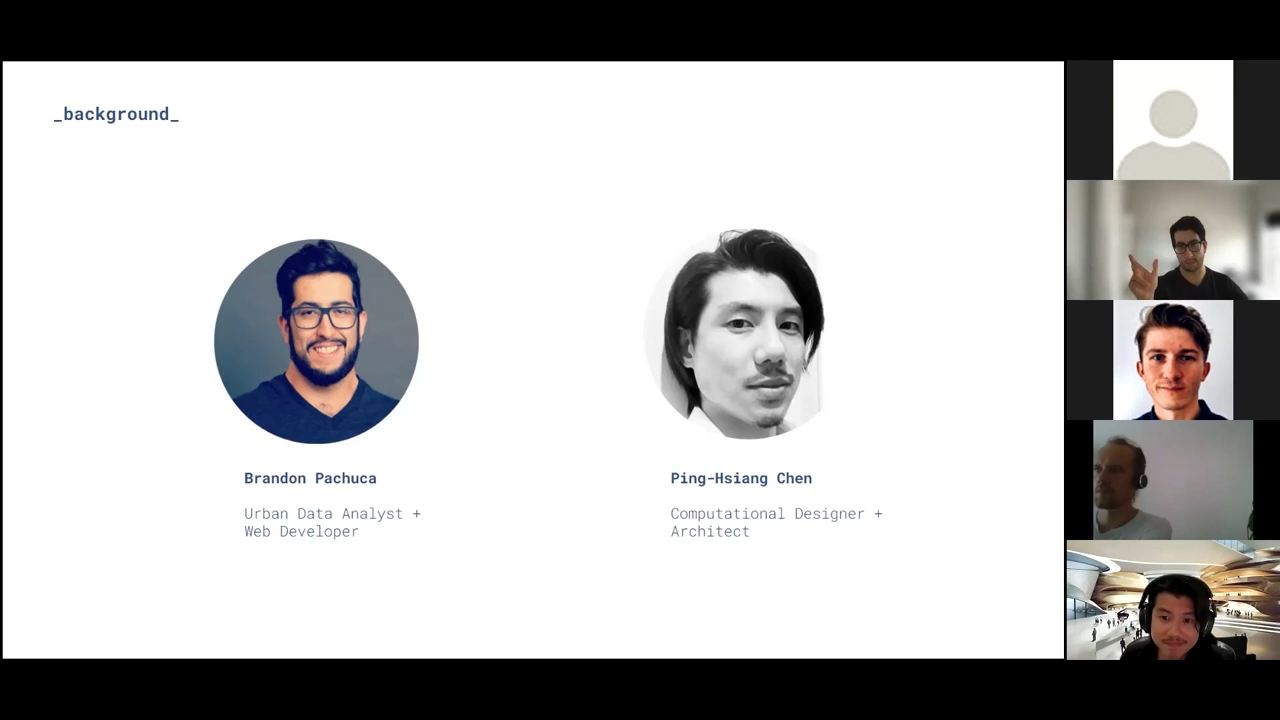 _background_
Brandon Pachuca
Urban Data Analyst +
Web Developer
Ping-Hsiang Chen
Computational Designer +
Architect